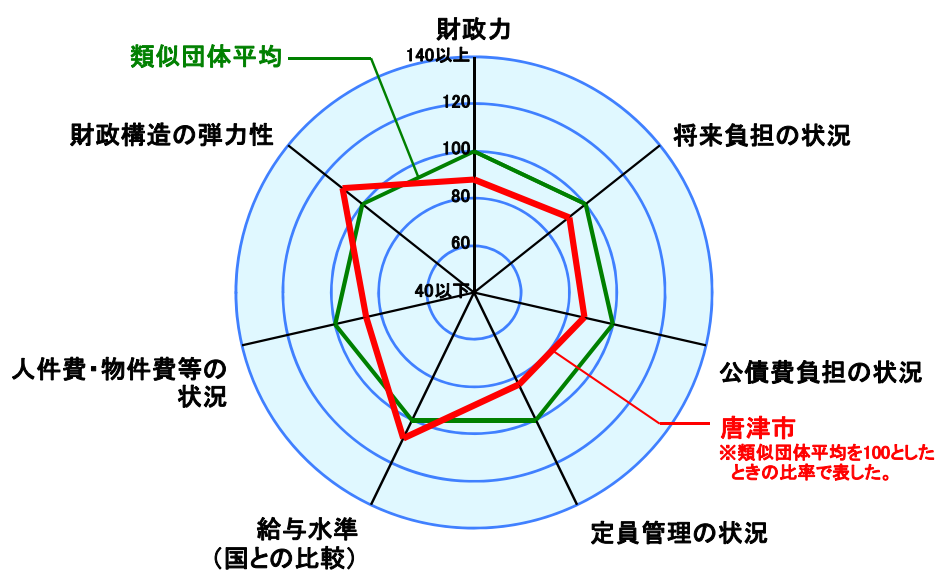 財政力
140以上
類似団体平均
120
財政構造の弾力性
将来負担の状況
100
80
60
40以下
人件費・物件費等の
状況
公債費負担の状況
唐津市
※類似団体平均を100とした
ときの比率で表した。
給与水準
（国との比較）
定員管理の状況